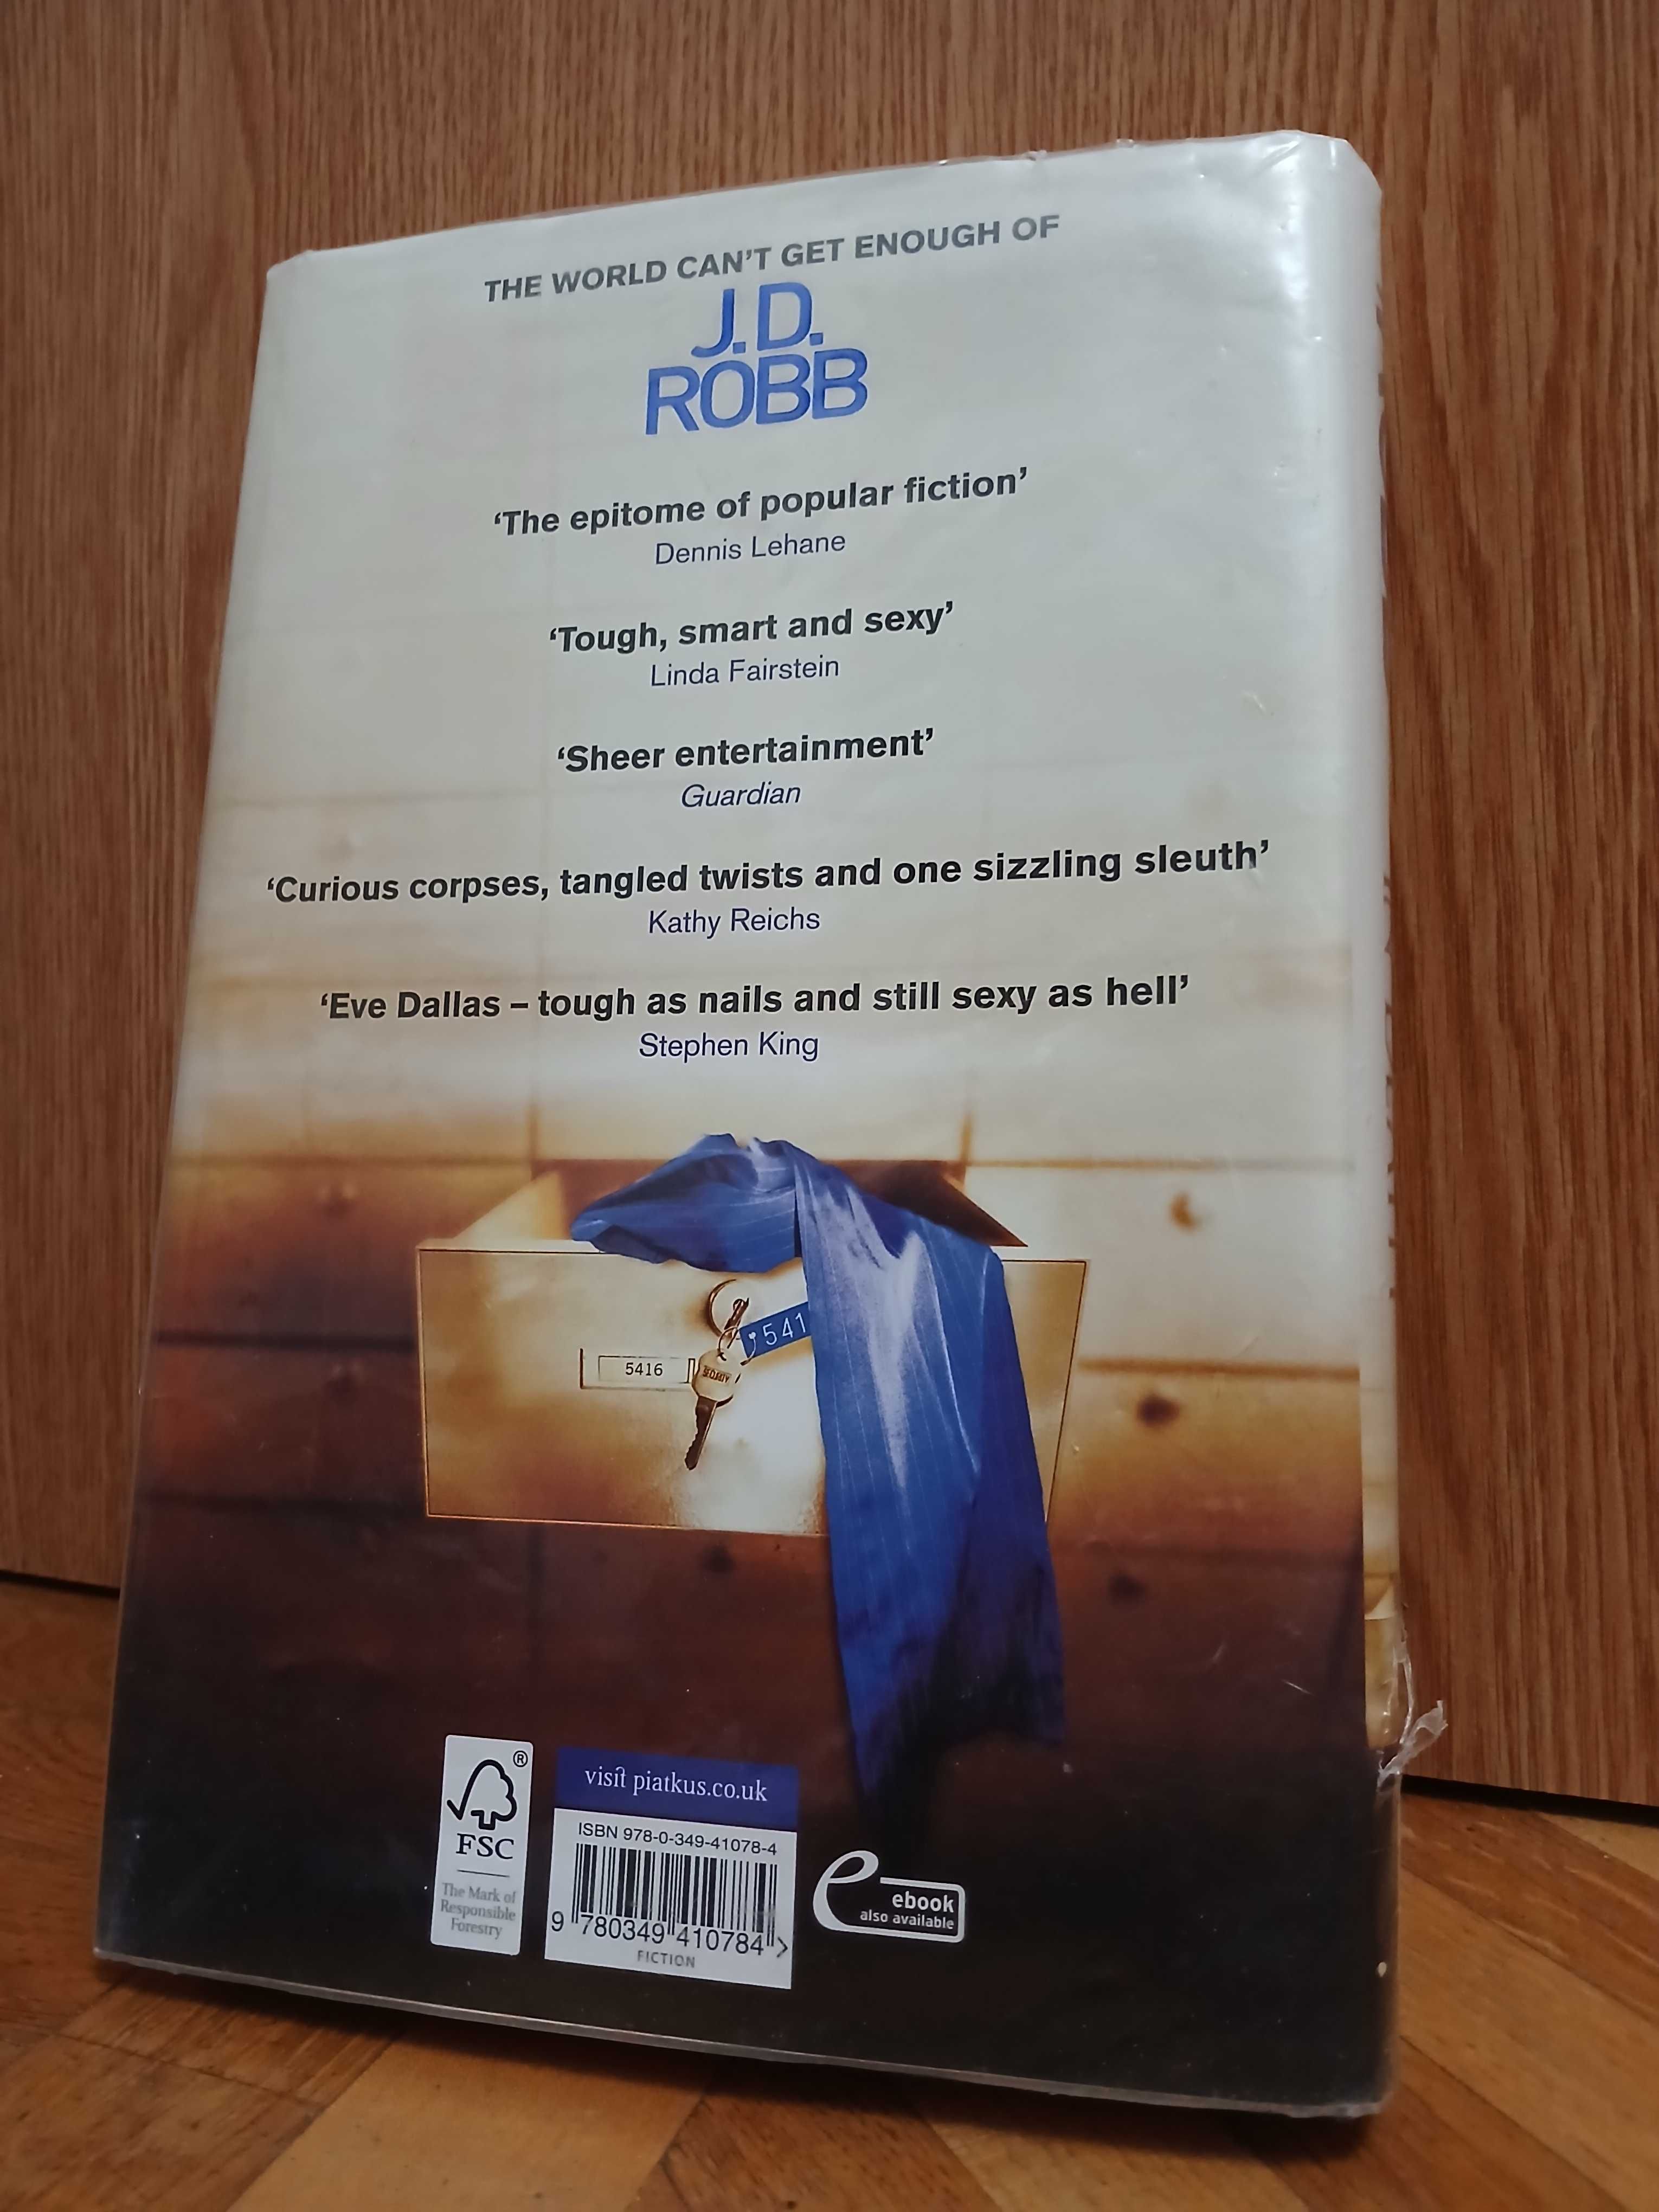 THE WORLD CAN'T GET ENOUGH OF
J.D.
ROBB
‘The epitome of popular fiction’
Dennis Lehane
‘Tough, smart and sexy’
Linda Fairstein
‘Sheer entertainment’
Guardian
‘Curious corpses, tangled twists and one sizzling sleuth’
Kathy Reichs
‘Eve Dallas – tough as nails and still sexy as hell’
Stephen King
541
5416
®
FSC
The Mark of
Responsible
Forestry
visit piatkus.co.uk
ISBN 978-0-349-41078-4
9 780349 410784 >
FICTION
e
ebook
also available